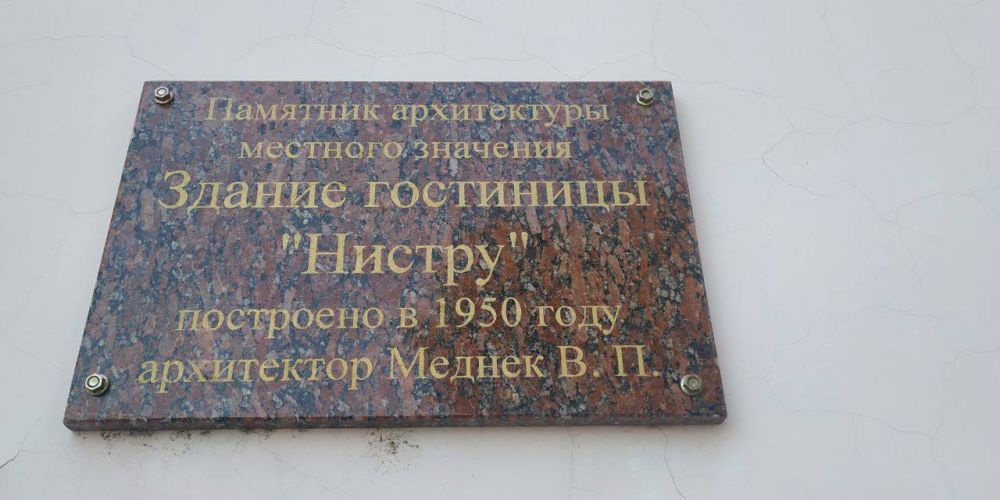 Памятник архитектуры
местного значения
Здание гостиницы
"Нистру"
построено в 1950 году
архитектор Меднек В. П.